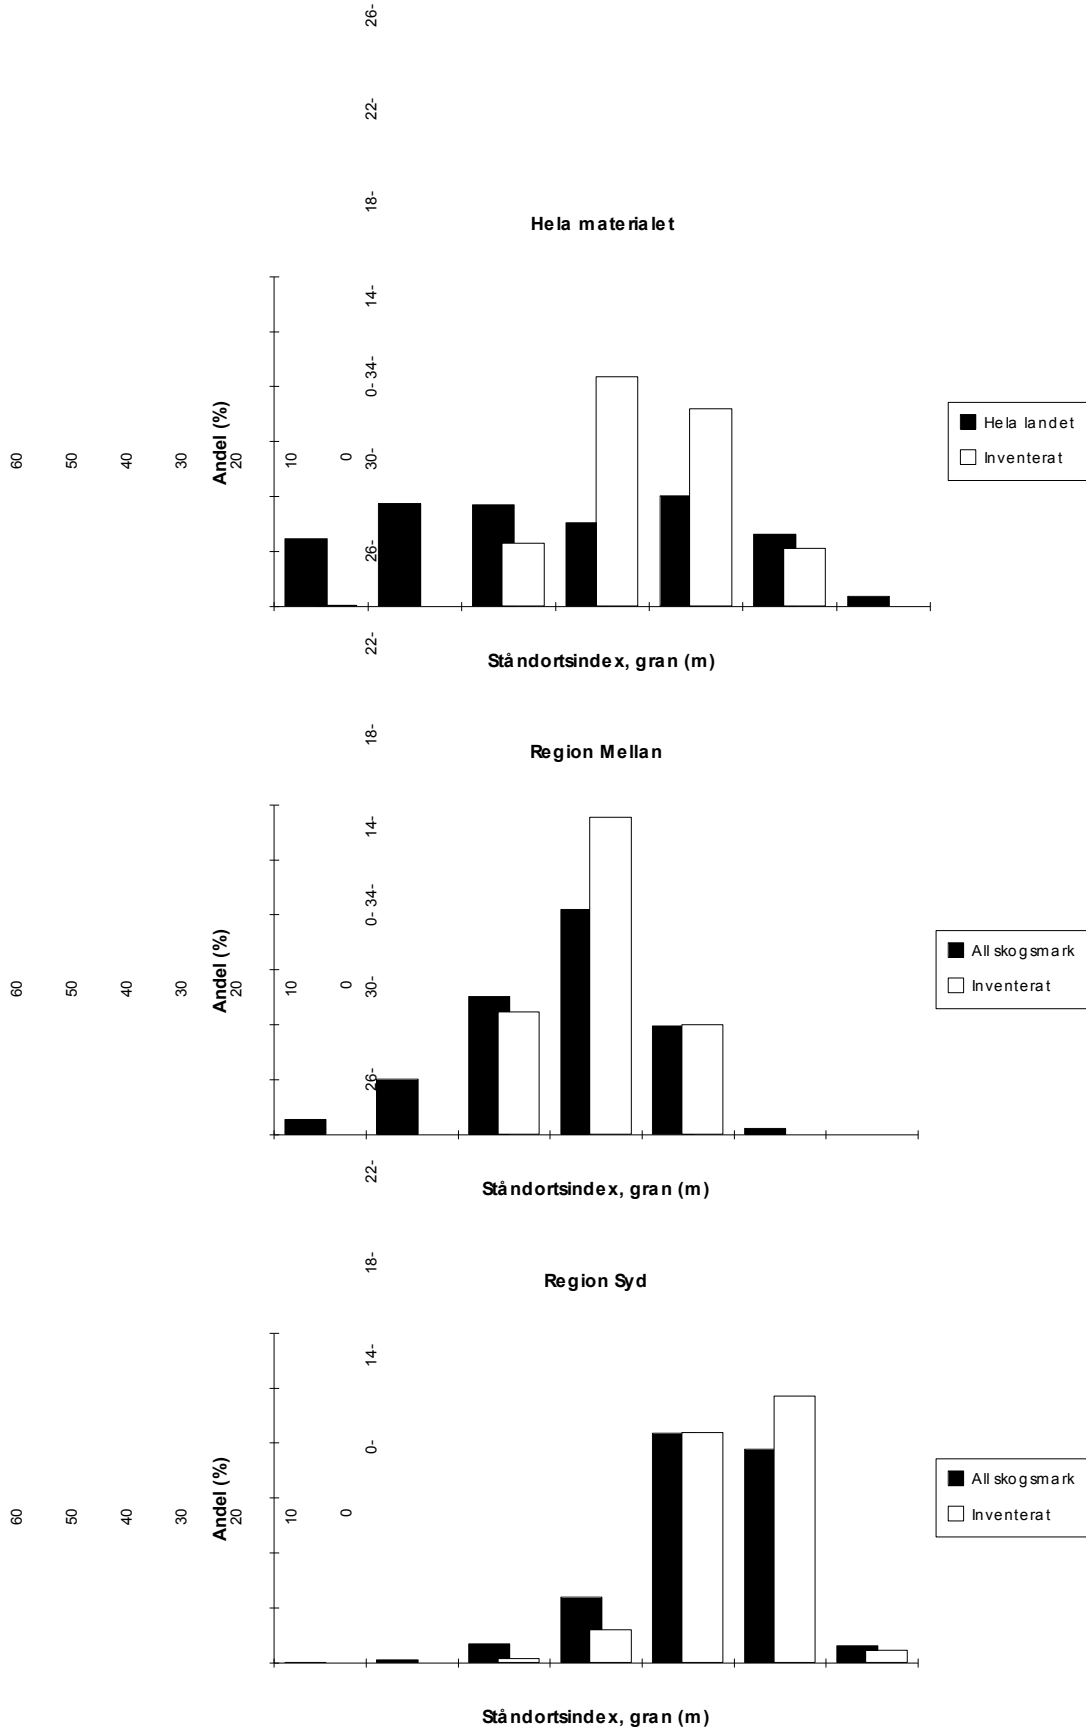 26-
22-
18-
Hela materialet
14-
0- 34-
Andel (%)
60
50
40
30
20
10
0
30-
Hela landet
Inventerat
26-
22-
Ståndortsindex, gran (m)
18-
Region Mellan
14-
0- 34-
Andel (%)
60
50
40
30
20
10
0
30-
All skogsmark
Inventerat
26-
22-
Ståndortsindex, gran (m)
18-
Region Syd
14-
0-
Andel (%)
60
50
40
30
20
10
0
All skogsmark
Inventerat
Ståndortsindex, gran (m)